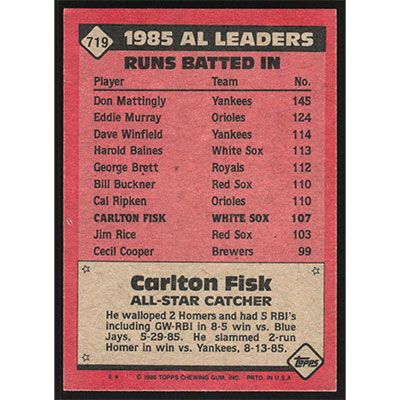 719
1985 AL LEADERS
RUNS BATTED IN
Player Team No.
Don Mattingly Yankees 145
Eddie Murray Orioles 124
Dave Winfield Yankees 114
Harold Baines White Sox 113
George Brett Royals 112
Bill Buckner Red Sox 110
Cal Ripken Orioles 110
CARLTON FISK WHITE SOX 107
Jim Rice Red Sox 103
Cecil Cooper Brewers 99
Carlton Fisk
ALL-STAR CATCHER
He walloped 2 Homers and had 5 RBI's
including GW-RBI in 8-5 win vs. Blue
Jays, 5-29-85. He slammed 2-run
Homer in win vs. Yankees, 8-13-85.
topps
© 1986 TOPPS CHEWING GUM, INC. PRTD. IN U.S.A